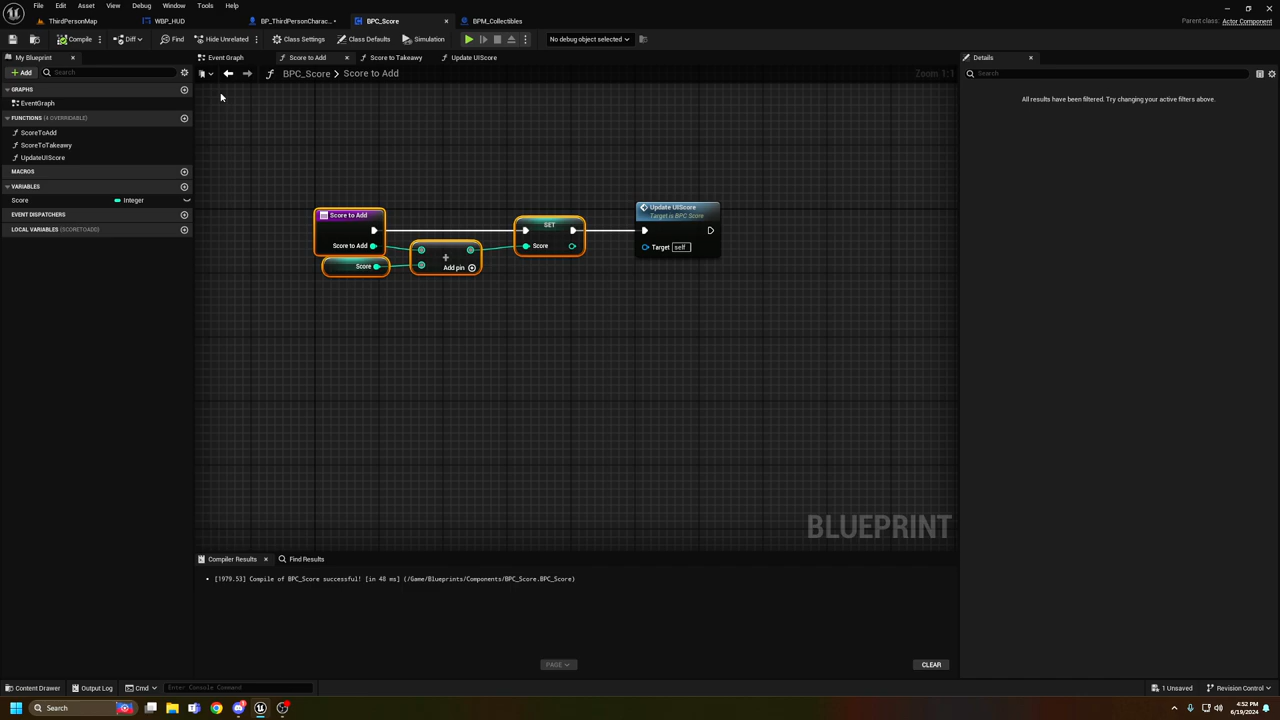 File Edit Asset View Debug Window Tools Help
ThirdPersonMap WBP_HUD BP_ThirdPersonCharac...• BPC_Score BPM_Collectibles
Parent class: Actor Component
Compile Diff Find Hide Unrelated Class Settings Class Defaults Simulation No debug object selected
My Blueprint Event Graph Score to Add Score to Takeawy Update UIScore Details
Add Search BPC_Score > Score to Add Zoom 1:1 Search
GRAPHS
All results have been filtered. Try changing your active filters above.
EventGraph
FUNCTIONS (4 OVERRIDABLE)
ScoreToAdd
ScoreToTakeawy
UpdateUIScore
MACROS
VARIABLES
Score Integer
EVENT DISPATCHERS
LOCAL VARIABLES (SCORETOADD)
Score to Add
Score to Add
Score
+
Add pin
SET
Score
Update UIScore
Target is BPC Score
Target self
BLUEPRINT
Compiler Results Find Results
[1979.53] Compile of BPC_Score successful! [in 48 ms] (/Game/Blueprints/Components/BPC_Score.BPC_Score)
PAGE CLEAR
Content Drawer Output Log Cmd Enter Console Command 1 Unsaved Revision Control
Search
4:52 PM
6/19/2024